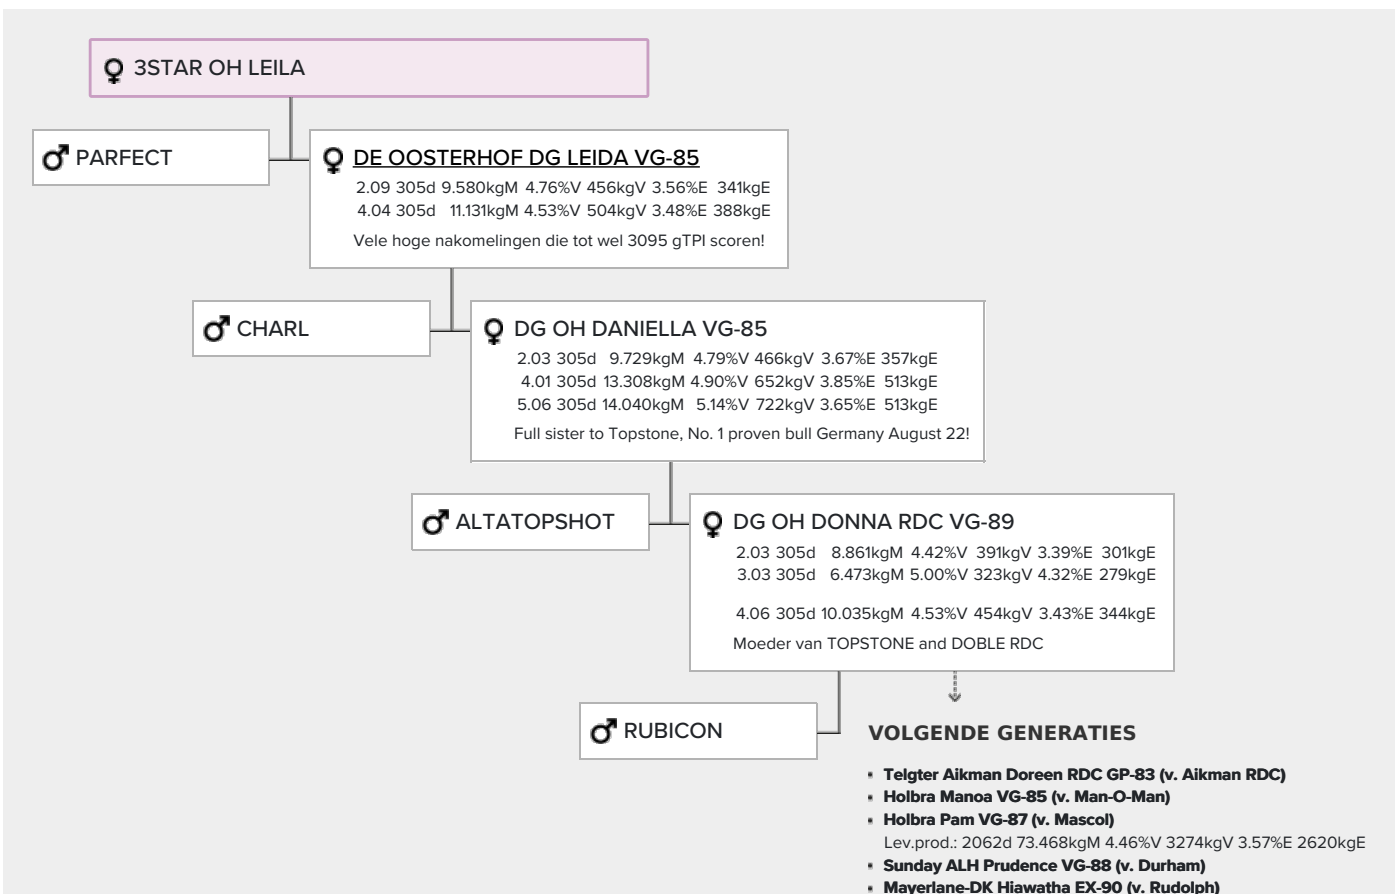 3STAR OH LEILA
PARFECT
DE OOSTERHOF DG LEIDA VG-85
2.09 305d 9.580kgM 4.76%V 456kgV 3.56%E 341kgE
4.04 305d 11.131kgM 4.53%V 504kgV 3.48%E 388kgE
Vele hoge nakomelingen die tot wel 3095 gTPI scoren!
CHARL
DG OH DANIELLA VG-85
2.03 305d 9.729kgM 4.79%V 466kgV 3.67%E 357kgE
4.01 305d 13.308kgM 4.90%V 652kgV 3.85%E 513kgE
5.06 305d 14.040kgM 5.14%V 722kgV 3.65%E 513kgE
Full sister to Topstone, No. 1 proven bull Germany August 22!
ALTATOPSHOT
DG OH DONNA RDC VG-89
2.03 305d 8.861kgM 4.42%V 391kgV 3.39%E 301kgE
3.03 305d 6.473kgM 5.00%V 323kgV 4.32%E 279kgE
4.06 305d 10.035kgM 4.53%V 454kgV 3.43%E 344kgE
Moeder van TOPSTONE and DOBLE RDC
RUBICON
VOLGENDE GENERATIES
Telgter Aikman Doreen RDC GP-83 (v. Aikman RDC)
Holbra Manoa VG-85 (v. Man-O-Man)
Holbra Pam VG-87 (v. Mascol)
Lev.prod.: 2062d 73.468kgM 4.46%V 3274kgV 3.57%E 2620kgE
Sunday ALH Prudence VG-88 (v. Durham)
Mayerlane-DK Hiawatha EX-90 (v. Rudolph)